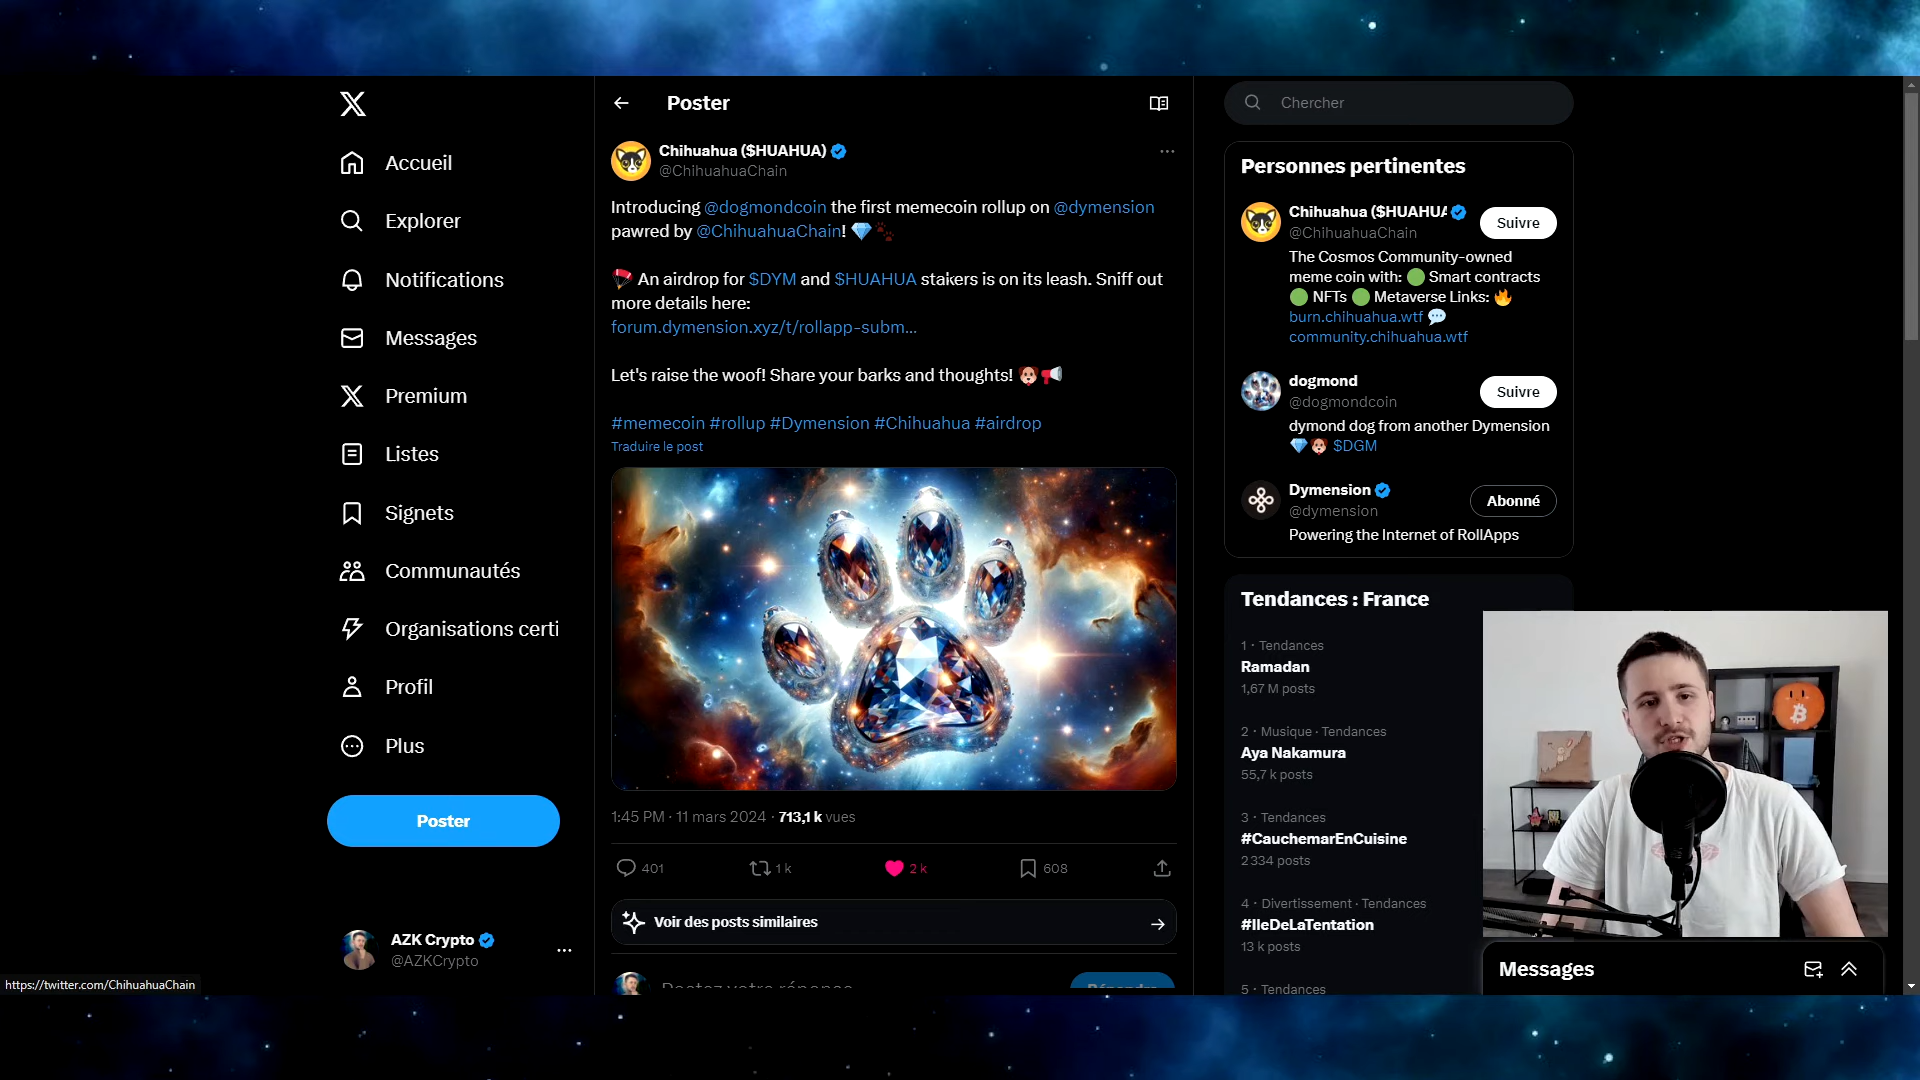 Accueil
Explorer
Notifications
Messages
Premium
Listes
Signets
Communautés
Organisations certi
Profil
Plus
Poster
AZK Crypto
@AZKCrypto
https://twitter.com/ChihuahuaChain
Poster
Chihuahua ($HUAHUA)
@ChihuahuaChain
Introducing @dogmondcoin the first memecoin rollup on @dymension
pawred by @ChihuahuaChain! 💎🐾
🪂 An airdrop for $DYM and $HUAHUA stakers is on its leash. Sniff out
more details here:
forum.dymension.xyz/t/rollapp-subm...
Let's raise the woof! Share your barks and thoughts! 🐶📢
#memecoin #rollup #Dymension #Chihuahua #airdrop
Traduire le post
1:45 PM · 11 mars 2024 · 713,1 k vues
401
1 k
2 k
608
Voir des posts similaires
Postez votre réponse
Répondre
Chercher
Personnes pertinentes
Chihuahua ($HUAHUA
@ChihuahuaChain
Suivre
The Cosmos Community-owned
meme coin with: 🟢 Smart contracts
🟢 NFTs 🟢 Metaverse Links: 🔥
burn.chihuahua.wtf 💬
community.chihuahua.wtf
dogmond
@dogmondcoin
Suivre
dymond dog from another Dymension
💎🐶 $DGM
Dymension
@dymension
Abonné
Powering the Internet of RollApps
Tendances : France
1 · Tendances
Ramadan
1,67 M posts
2 · Musique · Tendances
Aya Nakamura
55,7 k posts
3 · Tendances
#CauchemarEnCuisine
2 334 posts
4 · Divertissement · Tendances
#IleDeLaTentation
13 k posts
5 · Tendances
Messages